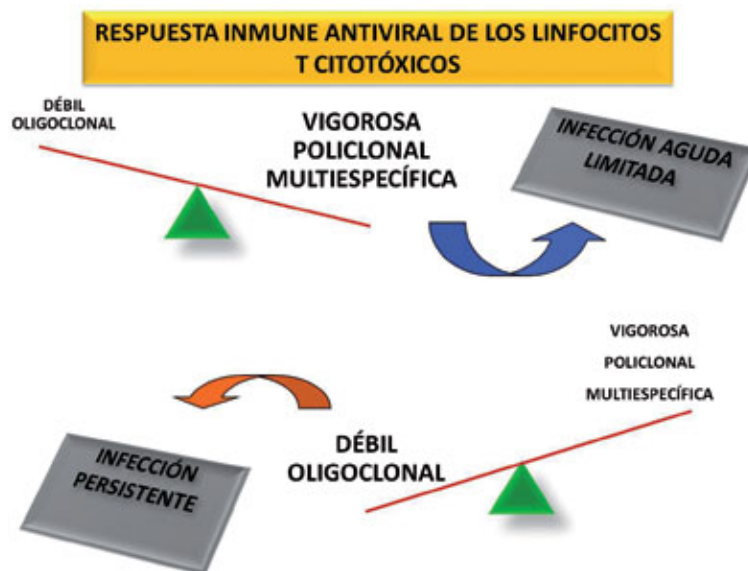 RESPUESTA INMUNE ANTIVIRAL DE LOS LINFOCITOS
T CITOTÓXICOS
DÉBIL
OLIGOCLONAL
VIGOROSA
POLICLONAL
MULTIESPECÍFICA
INFECCIÓN AGUDA
LIMITADA
VIGOROSA
POLICLONAL
MULTIESPECÍFICA
DÉBIL
OLIGOCLONAL
INFECCIÓN
PERSISTENTE